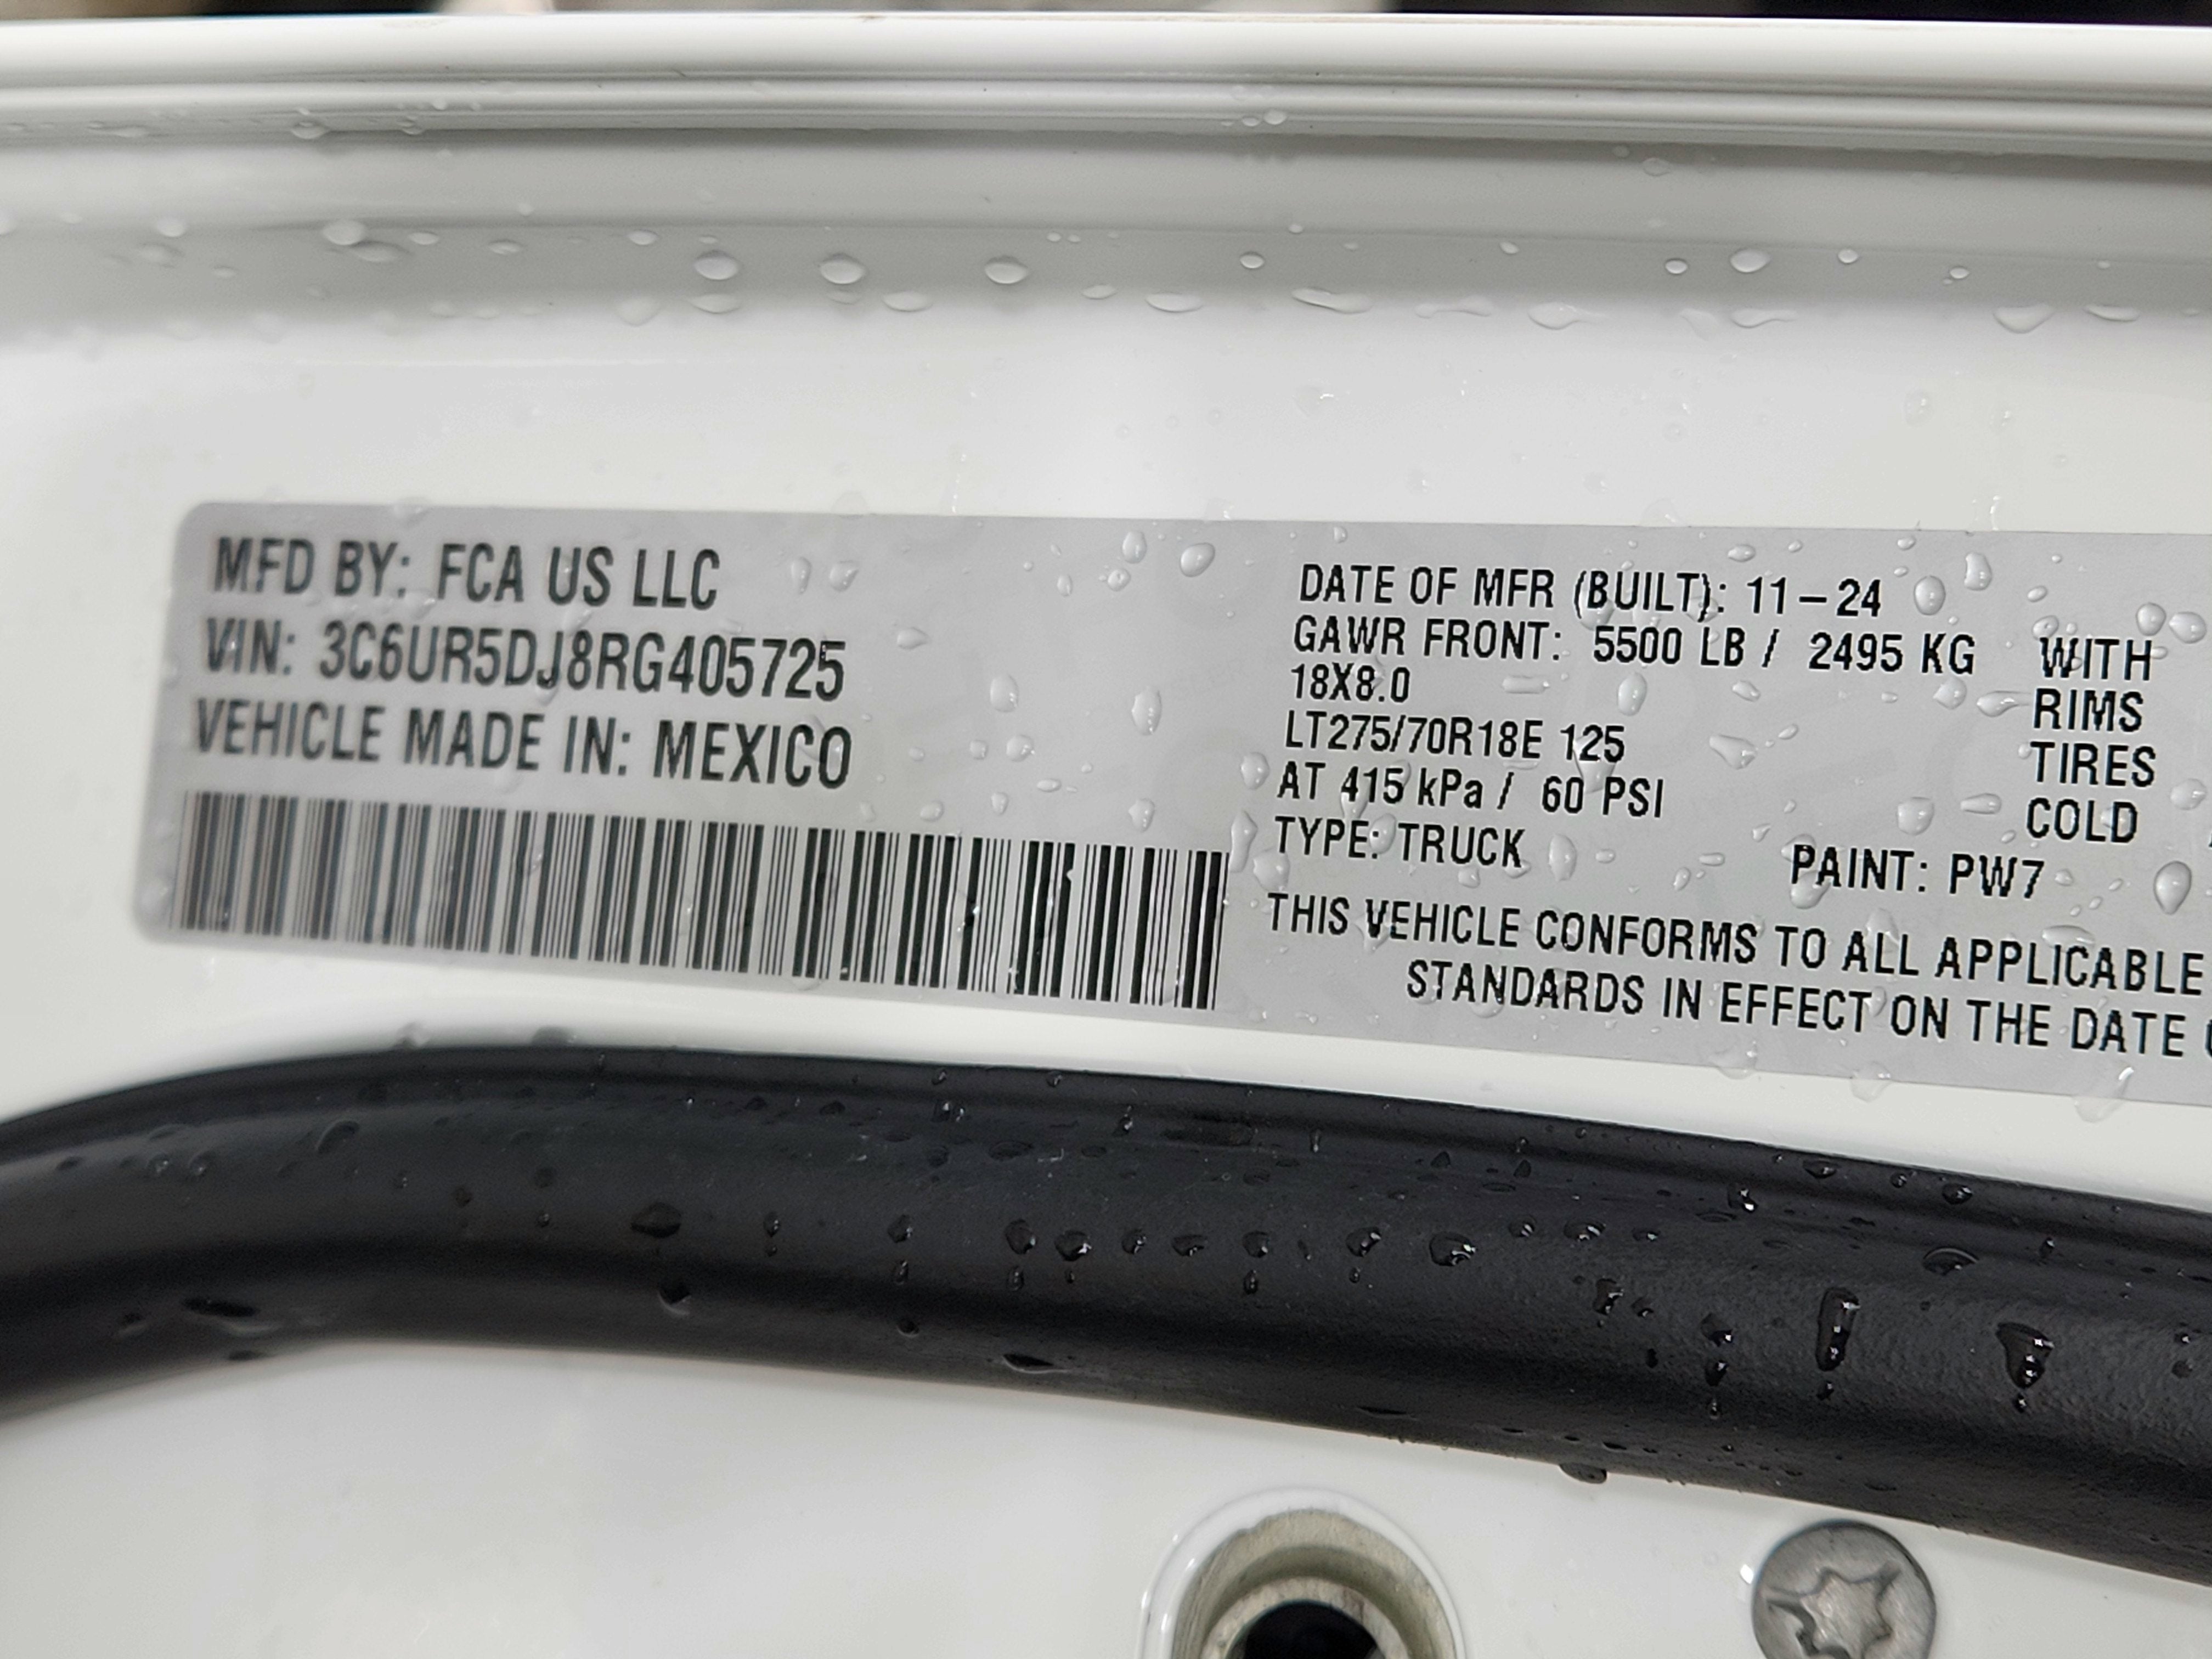 MFD BY: FCA US LLC
VIN: 3C6UR5DJ8RG405725
VEHICLE MADE IN: MEXICO
DATE OF MFR (BUILT): 11-24
GAWR FRONT: 5500 LB / 2495 KG WITH
18X8.0 RIMS
LT275/70R18E 125 TIRES
AT 415 kPa / 60 PSI COLD
TYPE: TRUCK PAINT: PW7
THIS VEHICLE CONFORMS TO ALL APPLICABLE
STANDARDS IN EFFECT ON THE DATE